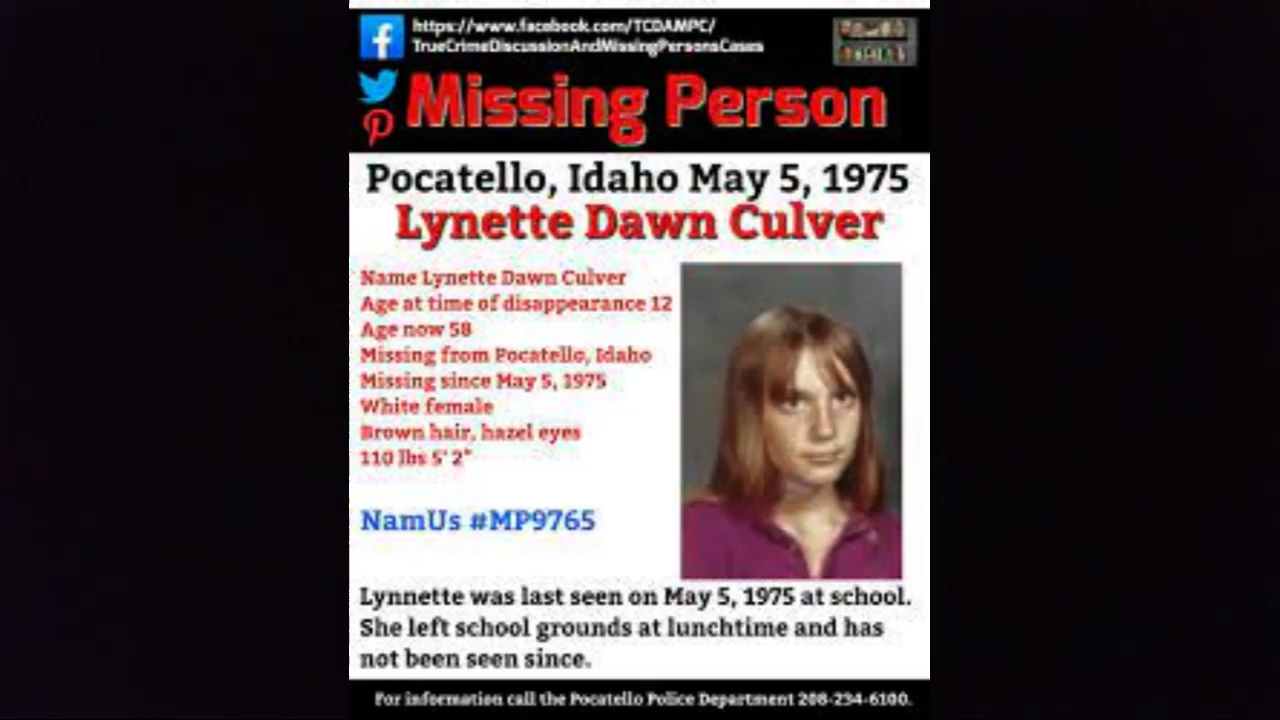 https://www.facebook.com/TCDAMPC/
TrueCrimeDiscussionAndMissingPersonsCases
Missing Person
Pocatello, Idaho May 5, 1975
Lynette Dawn Culver
Name Lynette Dawn Culver
Age at time of disappearance 12
Age now 58
Missing from Pocatello, Idaho
Missing since May 5, 1975
White female
Brown hair, hazel eyes
110 lbs 5' 2"
NamUs #MP9765
Lynnette was last seen on May 5, 1975 at school.
She left school grounds at lunchtime and has
not been seen since.
For information call the Pocatello Police Department 208-234-6100.